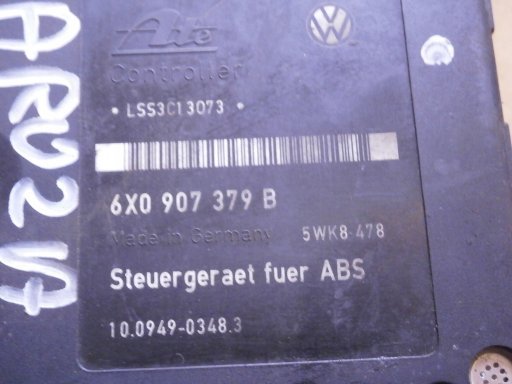 Ate
Controller
• LSS3C13073 •
6X0 907 379 B
Made in Germany 5WK8 478
Steuergeraet fuer ABS
10.0949-0348.3